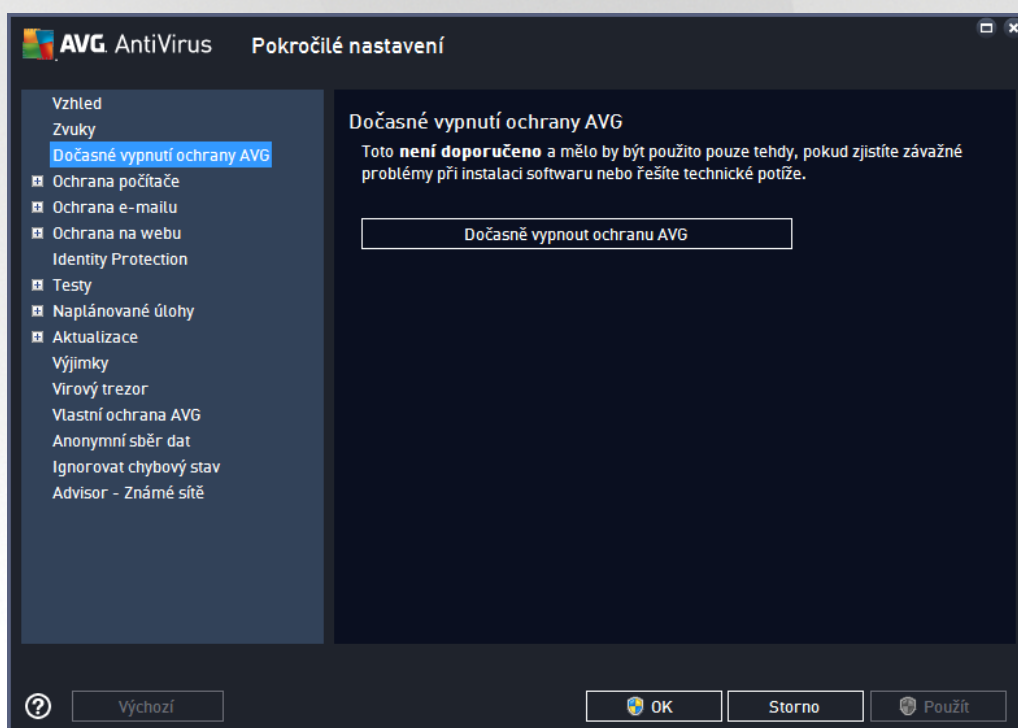 AVG. AntiVirus Pokročilé nastavení
Vzhled
Zvuky
Dočasné vypnutí ochrany AVG
Ochrana počítače
Ochrana e-mailu
Ochrana na webu
Identity Protection
Testy
Naplánované úlohy
Aktualizace
Výjimky
Virový trezor
Vlastní ochrana AVG
Anonymní sběr dat
Ignorovat chybový stav
Advisor - Známé sítě
Dočasné vypnutí ochrany AVG
Toto není doporučeno a mělo by být použito pouze tehdy, pokud zjistíte závažné
problémy při instalaci softwaru nebo řešíte technické potíže.
Dočasně vypnout ochranu AVG
Výchozí
OK
Storno
Použít